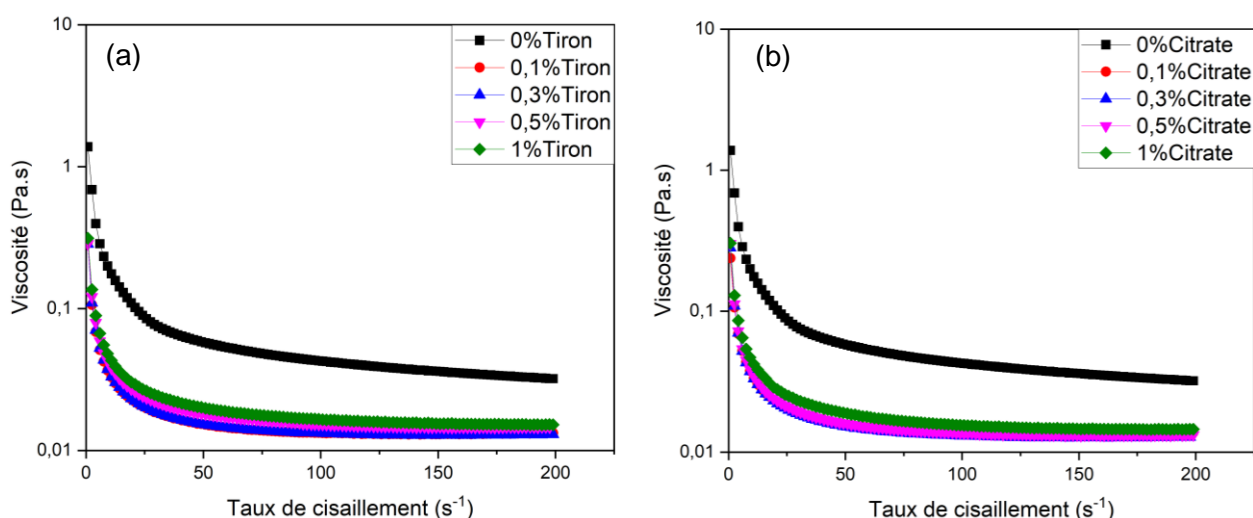 (a)
0%Tiron
0,1%Tiron
0,3%Tiron
0,5%Tiron
1%Tiron
10
1
0,1
0,01
Viscosité (Pa.s)
0 50 100 150 200
Taux de cisaillement (s-1)
(b)
0%Citrate
0,1%Citrate
0,3%Citrate
0,5%Citrate
1%Citrate
10
1
0,1
0,01
Viscosité (Pa.s)
0 50 100 150 200
Taux de cisaillement (s-1)